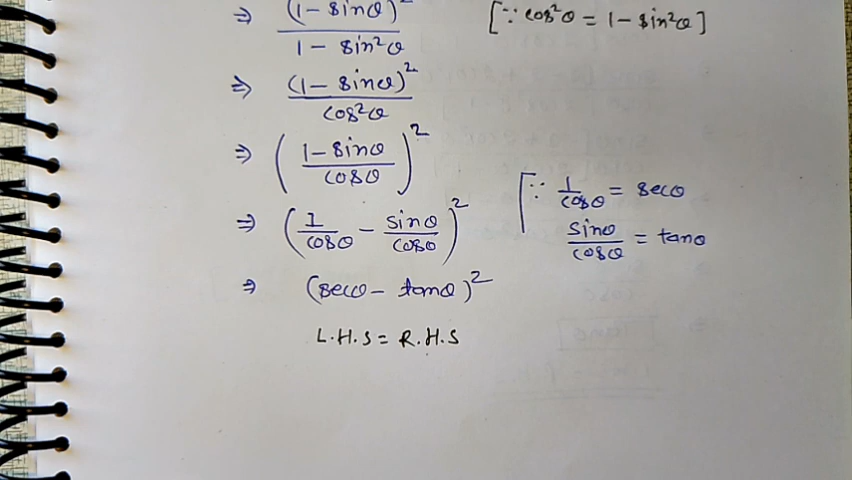 ⇒ (1 - sinθ)² / 1 - sin²θ [∵ cos²θ = 1 - sin²θ]
⇒ (1 - sinθ)² / cos²θ
⇒ (1 - sinθ / cosθ)²
⇒ (1/cosθ - sinθ/cosθ)² [∵ 1/cosθ = secθ
sinθ/cosθ = tanθ
⇒ (secθ - tanθ)²
L.H.S = R.H.S